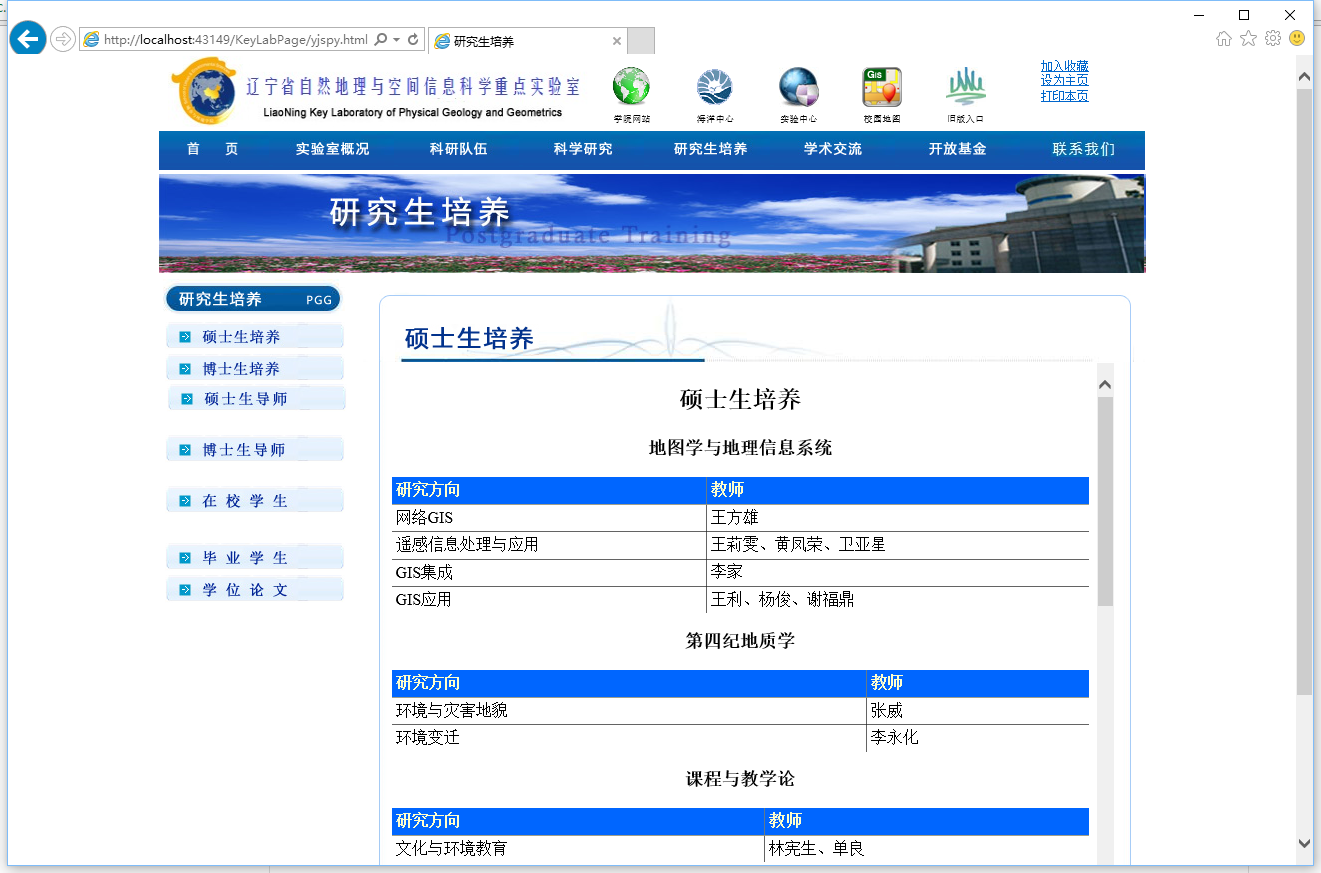 http://localhost:43149/KeyLabPage/yjspy.html
研究生培养
辽宁省自然地理与空间信息科学重点实验室
LiaoNing Key Laboratory of Physical Geology and Geometrics
Gis
学院网站 海洋中心 实验中心 校园地图 旧版入口
加入收藏
设为主页
打印本页
首 页 实验室概况 科研队伍 科学研究 研究生培养 学术交流 开放基金 联系我们
研究生培养
Postgraduate Training
研究生培养 PGG
硕士生培养
博士生培养
硕士生导师
博士生导师
在校学生
毕业学生
学位论文
硕士生培养
硕士生培养
地图学与地理信息系统
研究方向 教师
网络GIS 王方雄
遥感信息处理与应用 王莉雯、黄凤荣、卫亚星
GIS集成 李家
GIS应用 王利、杨俊、谢福鼎
第四纪地质学
研究方向 教师
环境与灾害地貌 张威
环境变迁 李永化
课程与教学论
研究方向 教师
文化与环境教育 林宪生、单良